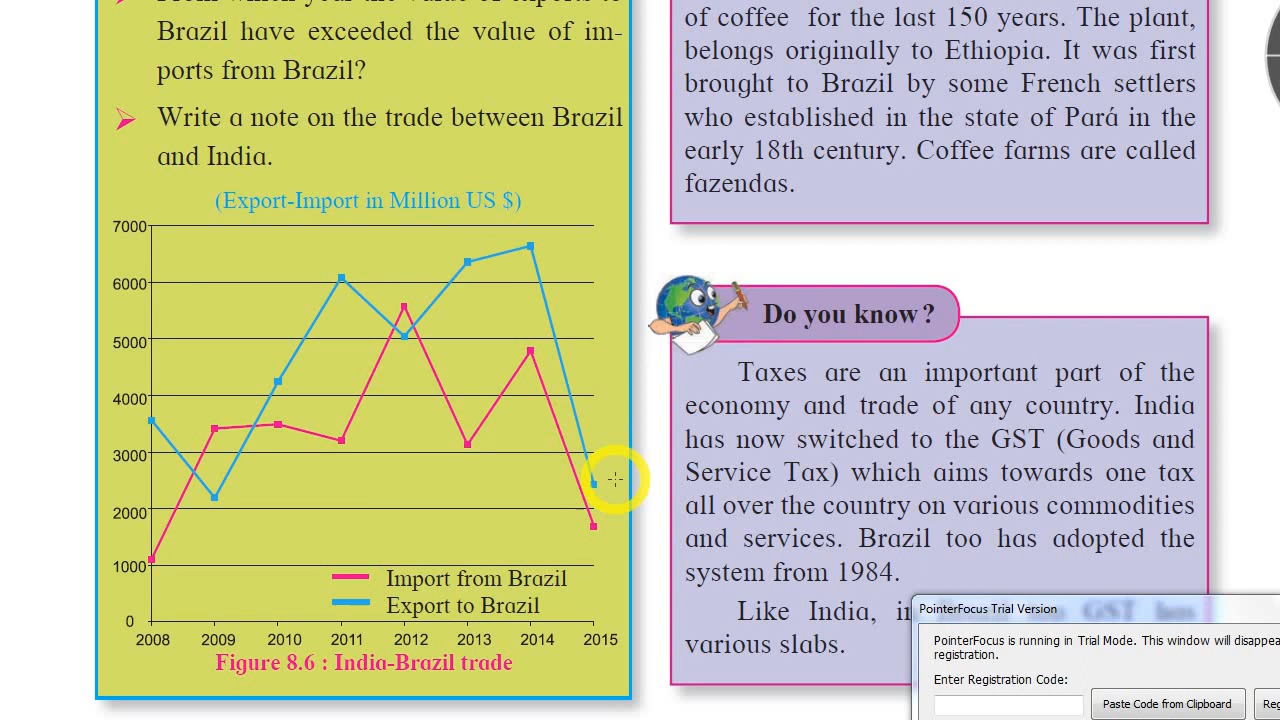 Brazil have exceeded the value of im-
ports from Brazil?
Write a note on the trade between Brazil
and India.
(Export-Import in Million US $)
7000
6000
5000
4000
3000
2000
1000
0
2008 2009 2010 2011 2012 2013 2014 2015
Import from Brazil
Export to Brazil
Figure 8.6 : India-Brazil trade
of coffee for the last 150 years. The plant,
belongs originally to Ethiopia. It was first
brought to Brazil by some French settlers
who established in the state of Pará in the
early 18th century. Coffee farms are called
fazendas.
Do you know?
Taxes are an important part of the
economy and trade of any country. India
has now switched to the GST (Goods and
Service Tax) which aims towards one tax
all over the country on various commodities
and services. Brazil too has adopted the
system from 1984.
Like India, in
various slabs.
PointerFocus Trial Version
PointerFocus is running in Trial Mode. This window will disappea
registration.
Enter Registration Code:
Paste Code from Clipboard
Reg